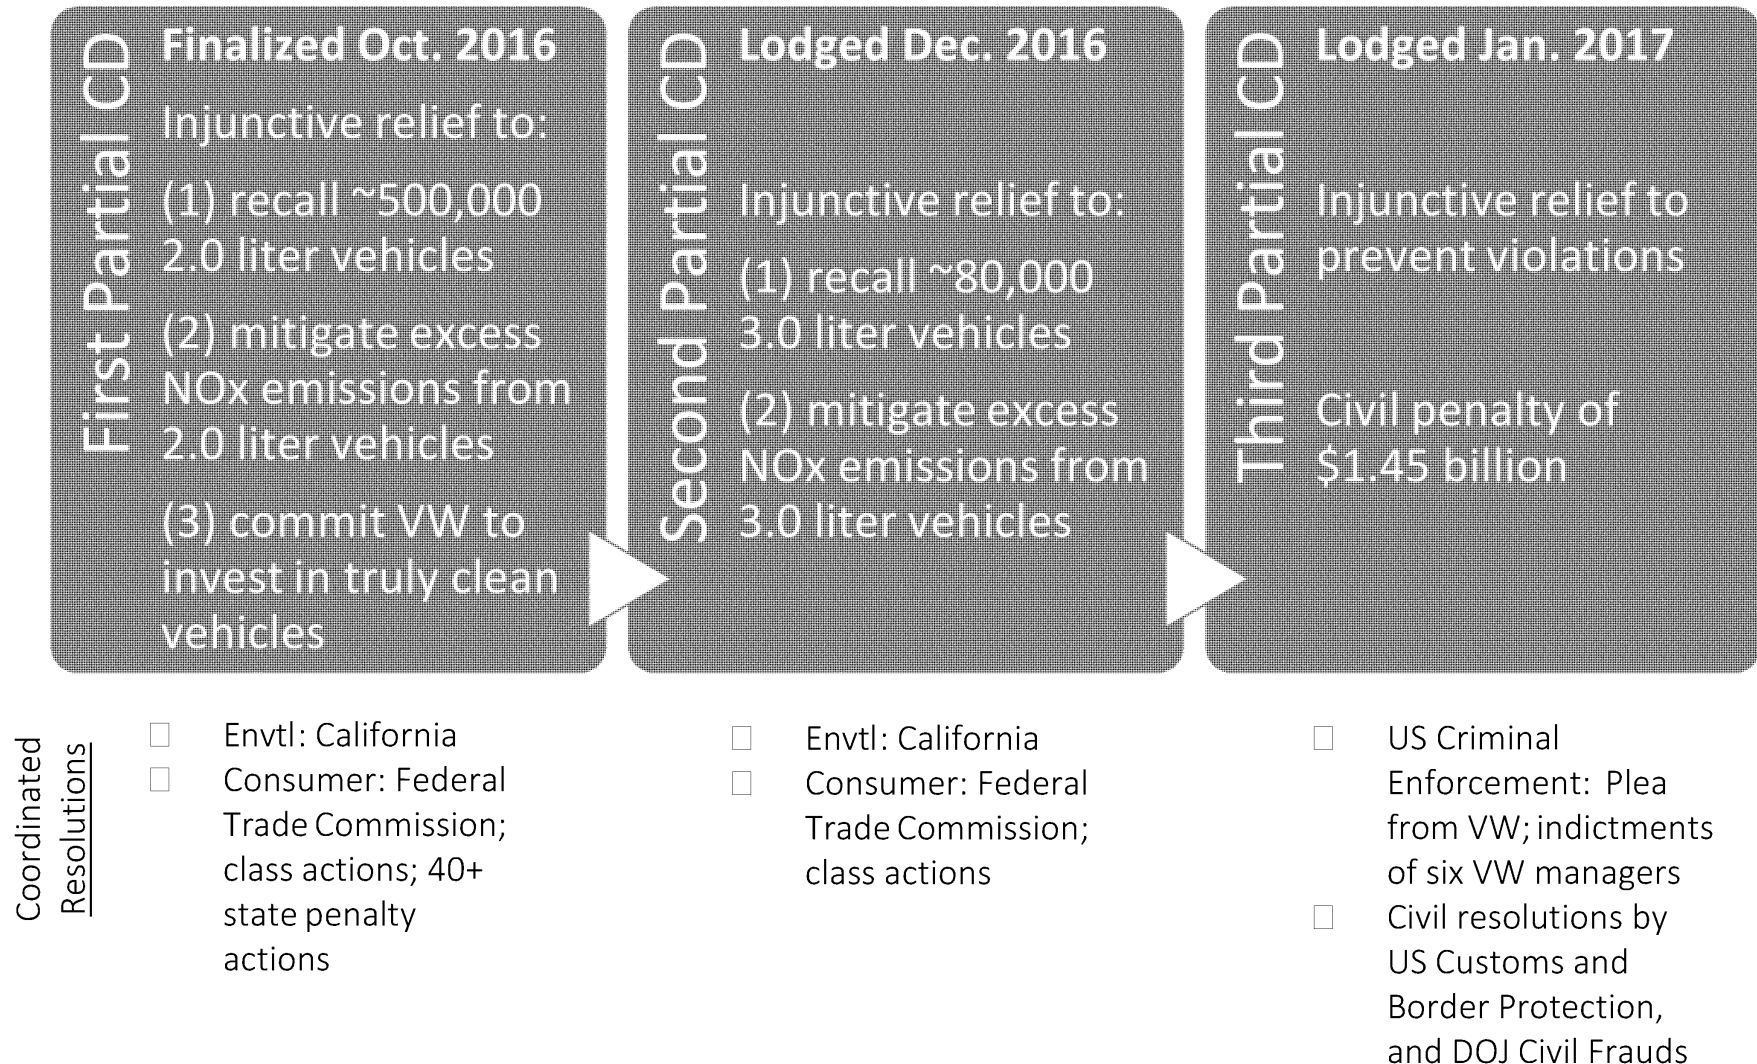 First Partial CD
Finalized Oct. 2016
Injunctive relief to:
(1) recall ~500,000
2.0 liter vehicles
(2) mitigate excess
NOx emissions from
2.0 liter vehicles
(3) commit VW to
invest in truly clean
vehicles
Second Partial CD
Lodged Dec. 2016
Injunctive relief to:
(1) recall ~80,000
3.0 liter vehicles
(2) mitigate excess
NOx emissions from
3.0 liter vehicles
Third Partial CD
Lodged Jan. 2017
Injunctive relief to
prevent violations
Civil penalty of
$1.45 billion
Coordinated
Resolutions
Envtl: California
Consumer: Federal
Trade Commission;
class actions; 40+
state penalty
actions
Envtl: California
Consumer: Federal
Trade Commission;
class actions
US Criminal
Enforcement: Plea
from VW; indictments
of six VW managers
Civil resolutions by
US Customs and
Border Protection,
and DOJ Civil Frauds